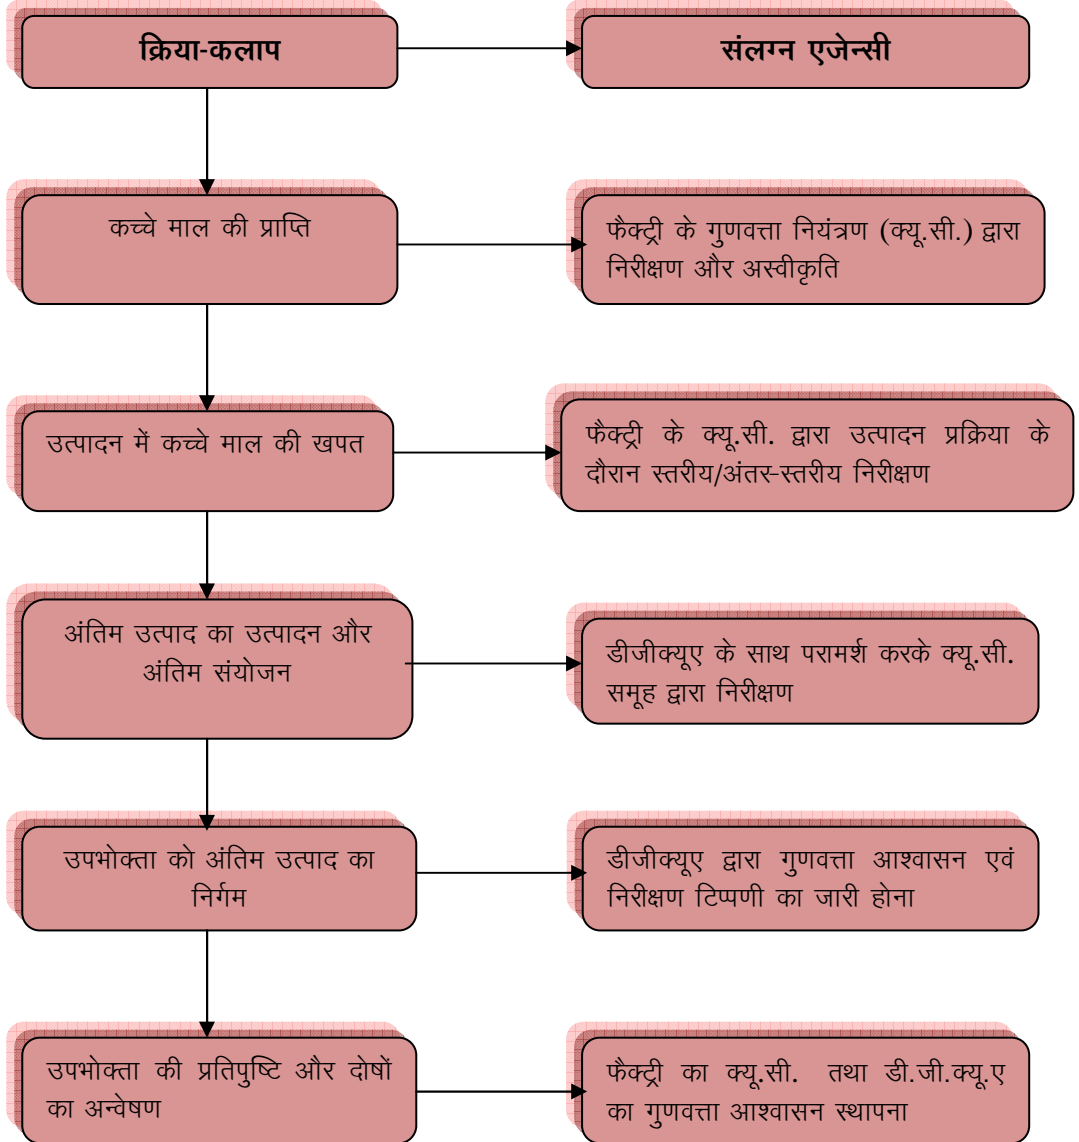 क्रिया-कलाप
संलग्न एजेन्सी
कच्चे माल की प्राप्ति
फैक्ट्री के गुणवत्ता नियंत्रण (क्यू.सी.) द्वारा
निरीक्षण और अस्वीकृति
उत्पादन में कच्चे माल की खपत
फैक्ट्री के क्यू.सी. द्वारा उत्पादन प्रक्रिया के
दौरान स्तरीय/अंतर-स्तरीय निरीक्षण
अंतिम उत्पाद का उत्पादन और
अंतिम संयोजन
डीजीक्यूए के साथ परामर्श करके क्यू.सी.
समूह द्वारा निरीक्षण
उपभोक्ता को अंतिम उत्पाद का
निर्गम
डीजीक्यूए द्वारा गुणवत्ता आश्वासन एवं
निरीक्षण टिप्पणी का जारी होना
उपभोक्ता की प्रतिपुष्टि और दोषों
का अन्वेषण
फैक्ट्री का क्यू.सी. तथा डी.जी.क्यू.ए
का गुणवत्ता आश्वासन स्थापना